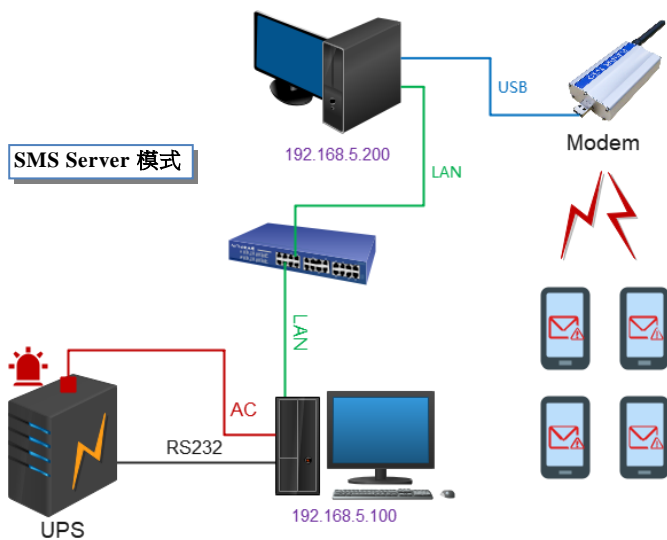 USB
Modem
192.168.5.200
SMS Server 模式
LAN
LAN
AC
RS232
192.168.5.100
UPS